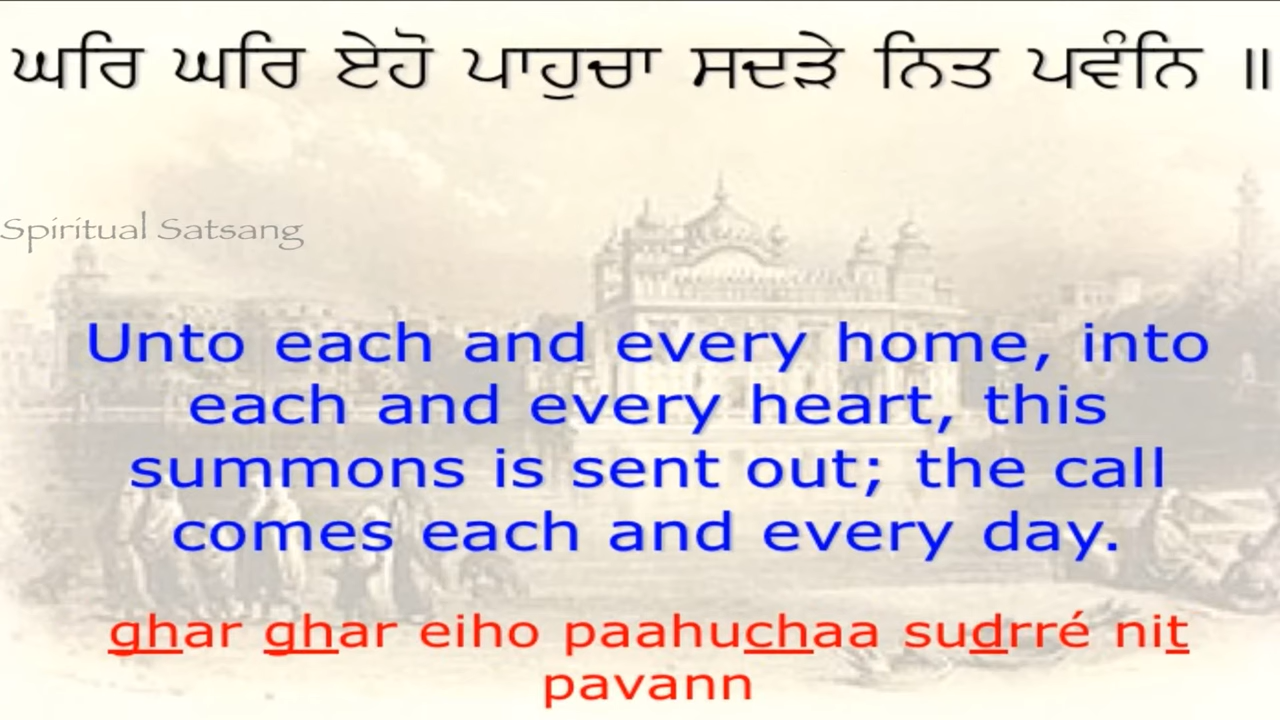 ਘਰਿ ਘਰਿ ਏਹੋ ਪਾਹੁਚਾ ਸਦੜੇ ਨਿਤ ਪਵੰਨਿ ॥
Spiritual Satsang
Unto each and every home, into
each and every heart, this
summons is sent out; the call
comes each and every day.
ghar ghar eiho paahuchaa sudrré nit
pavann